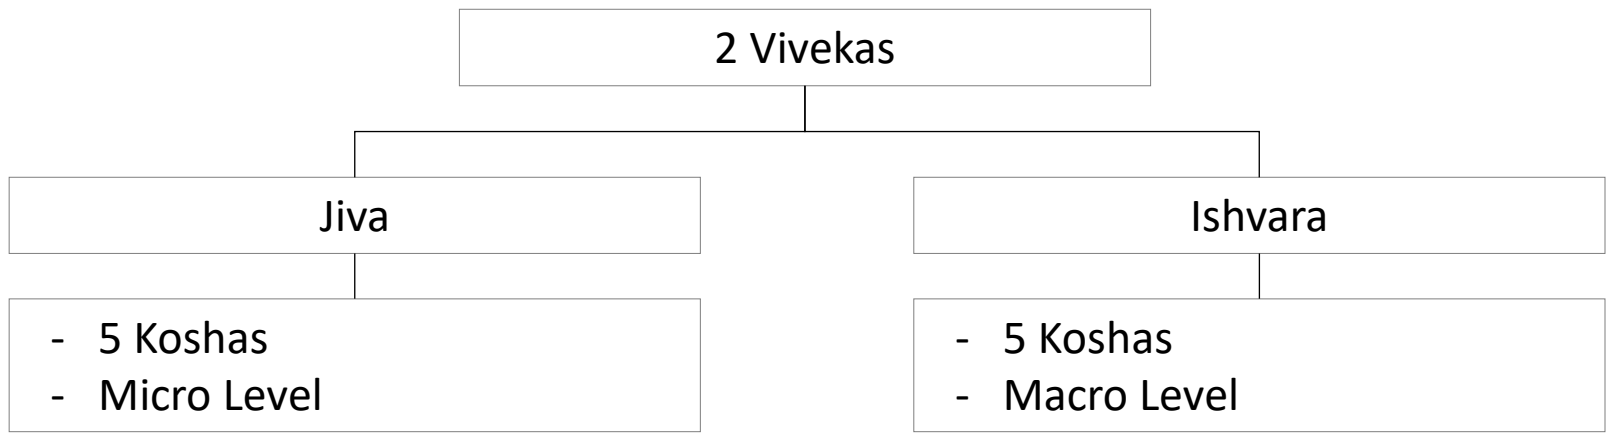 2 Vivekas
Jiva
Ishvara
- 5 Koshas
- Micro Level
- 5 Koshas
- Macro Level